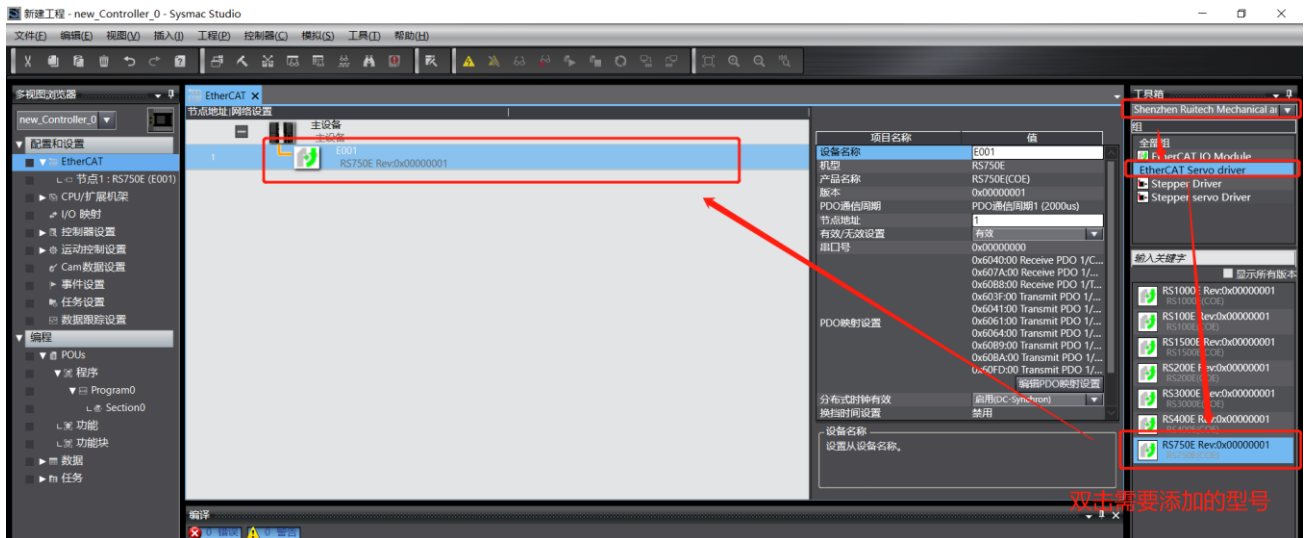 新建工程 - new_Controller_0 - Sysmac Studio
文件(F) 编辑(E) 视图(V) 插入(I) 工程(P) 控制器(C) 模拟(S) 工具(T) 帮助(H)
多视图浏览器
new_Controller_0
配置和设置
EtherCAT
节点1 : RS750E (E001)
CPU/扩展机架
I/O 映射
控制器设置
运动控制设置
Cam数据设置
事件设置
任务设置
数据跟踪设置
编程
POUs
程序
Program0
Section0
功能
功能块
数据
任务
EtherCAT
节点地址|网络设置
主设备
主设备
1
E001
RS750E Rev:0x00000001
项目名称 值
设备名称 E001
机型 RS750E
产品名称 RS750E(COE)
版本 0x00000001
PDO通信周期 PDO通信周期1 (2000us)
节点地址 1
有效/无效设置 有效
串口号 0x00000000
PDO映射设置
0x6040:00 Receive PDO 1/C...
0x607A:00 Receive PDO 1/...
0x60B8:00 Receive PDO 1/T...
0x603F:00 Transmit PDO 1/...
0x6041:00 Transmit PDO 1/...
0x6061:00 Transmit PDO 1/...
0x6064:00 Transmit PDO 1/...
0x60B9:00 Transmit PDO 1/...
0x60BA:00 Transmit PDO 1/...
0x60FD:00 Transmit PDO 1/...
编辑PDO映射设置
分布式时钟有效 启用(DC-Synchron)
换挡时间设置 禁用
设备名称
设置从设备名称。
编译
0 错误 0 警告
工具箱
Shenzhen Ruitech Mechanical a
组
全部组
EtherCAT IO Module
EtherCAT Servo driver
Stepper Driver
Stepper servo Driver
输入关键字
显示所有版本
RS1000E Rev:0x00000001
RS1000E(COE)
RS100E Rev:0x00000001
RS100E(COE)
RS1500E Rev:0x00000001
RS1500E(COE)
RS200E Rev:0x00000001
RS200E(COE)
RS3000E Rev:0x00000001
RS3000E(COE)
RS400E Rev:0x00000001
RS400E(COE)
RS750E Rev:0x00000001
RS750E(COE)
双击需要添加的型号